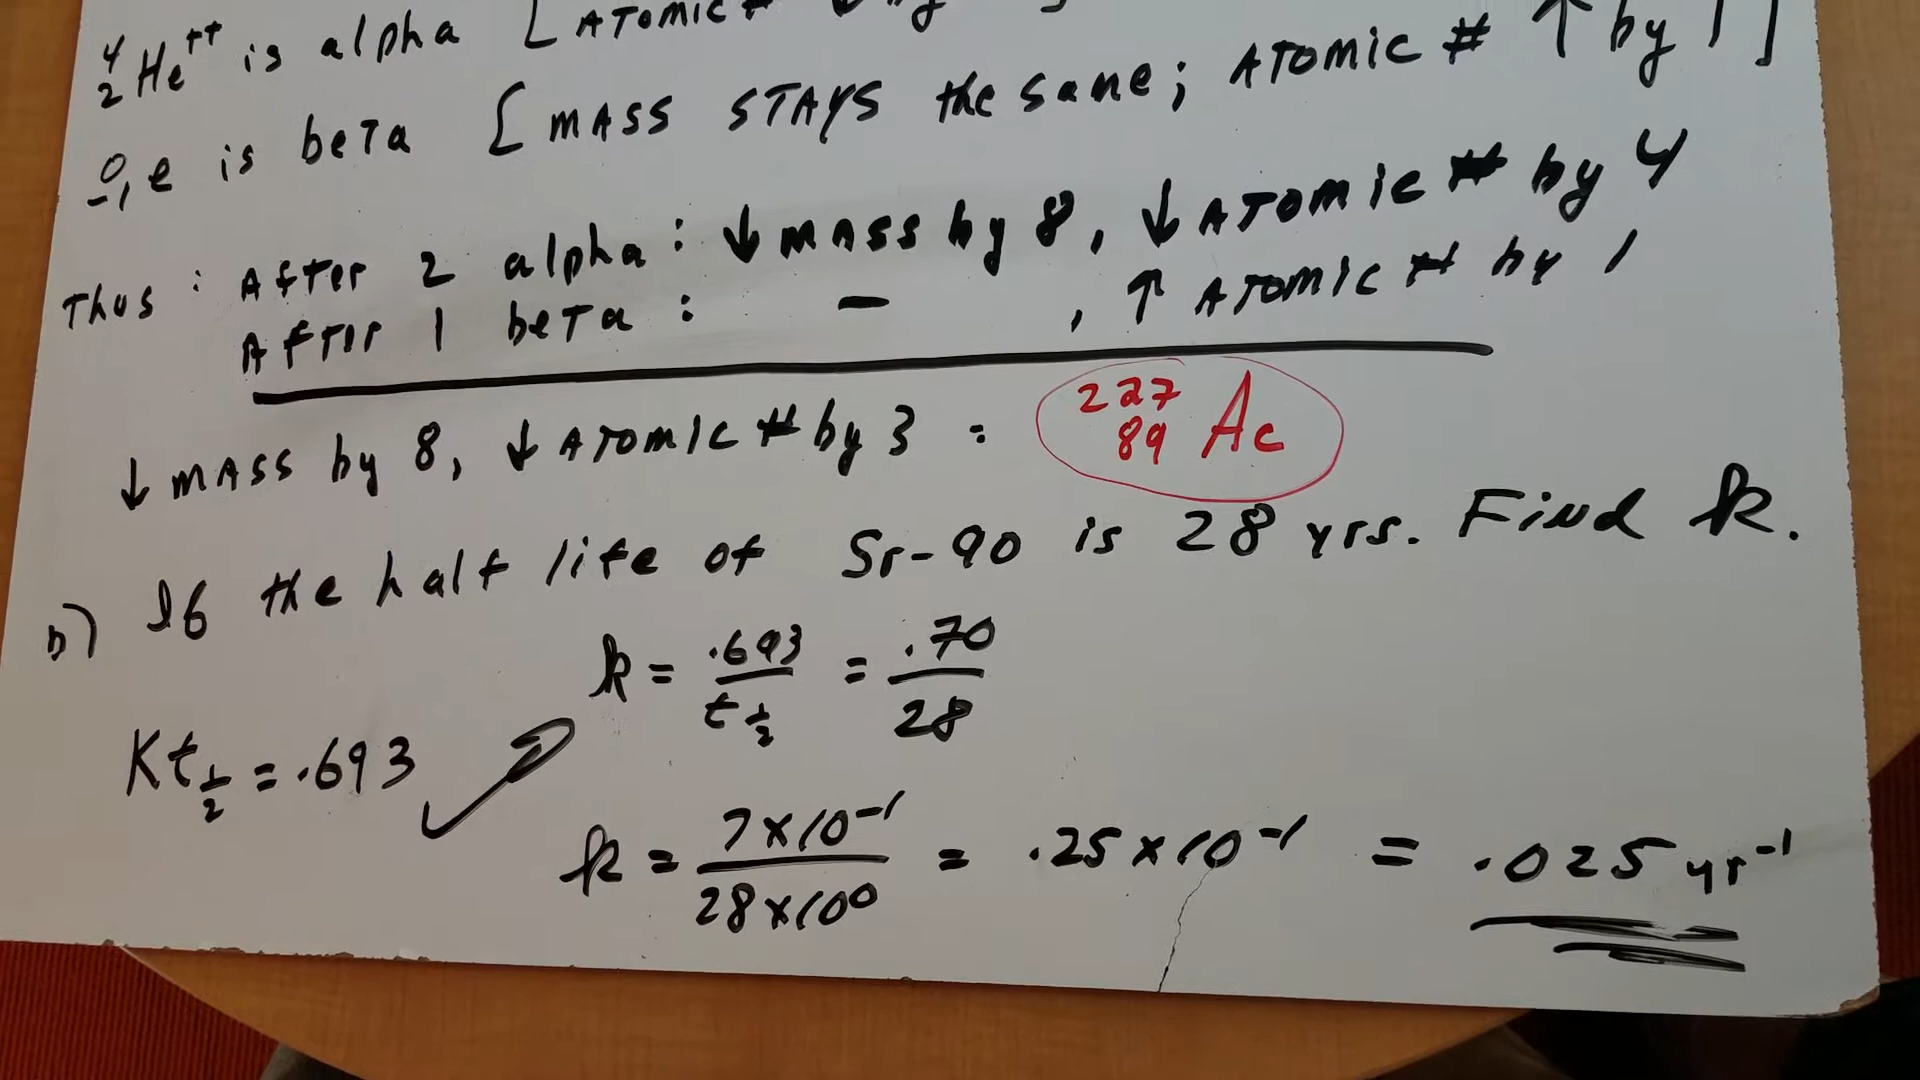 ⁴₂He⁺⁺ is alpha [ATOMIC # ↓ by
⁰₋₁e is beta [MASS STAYS the same; ATOMIC # ↑ by 1]
Thus: After 2 alpha: ↓ MASS by 8, ↓ ATOMIC # by 4
After 1 beta: — , ↑ ATOMIC # by 1
↓ MASS by 8, ↓ ATOMIC # by 3 = ²²⁷₈₉Ac
b) If the half life of Sr-90 is 28 yrs. Find k.
k = .693/t½ = .70/28
Kt½ = .693
k = 7×10⁻¹/28×10⁰ = .25×10⁻¹ = .025 yr⁻¹